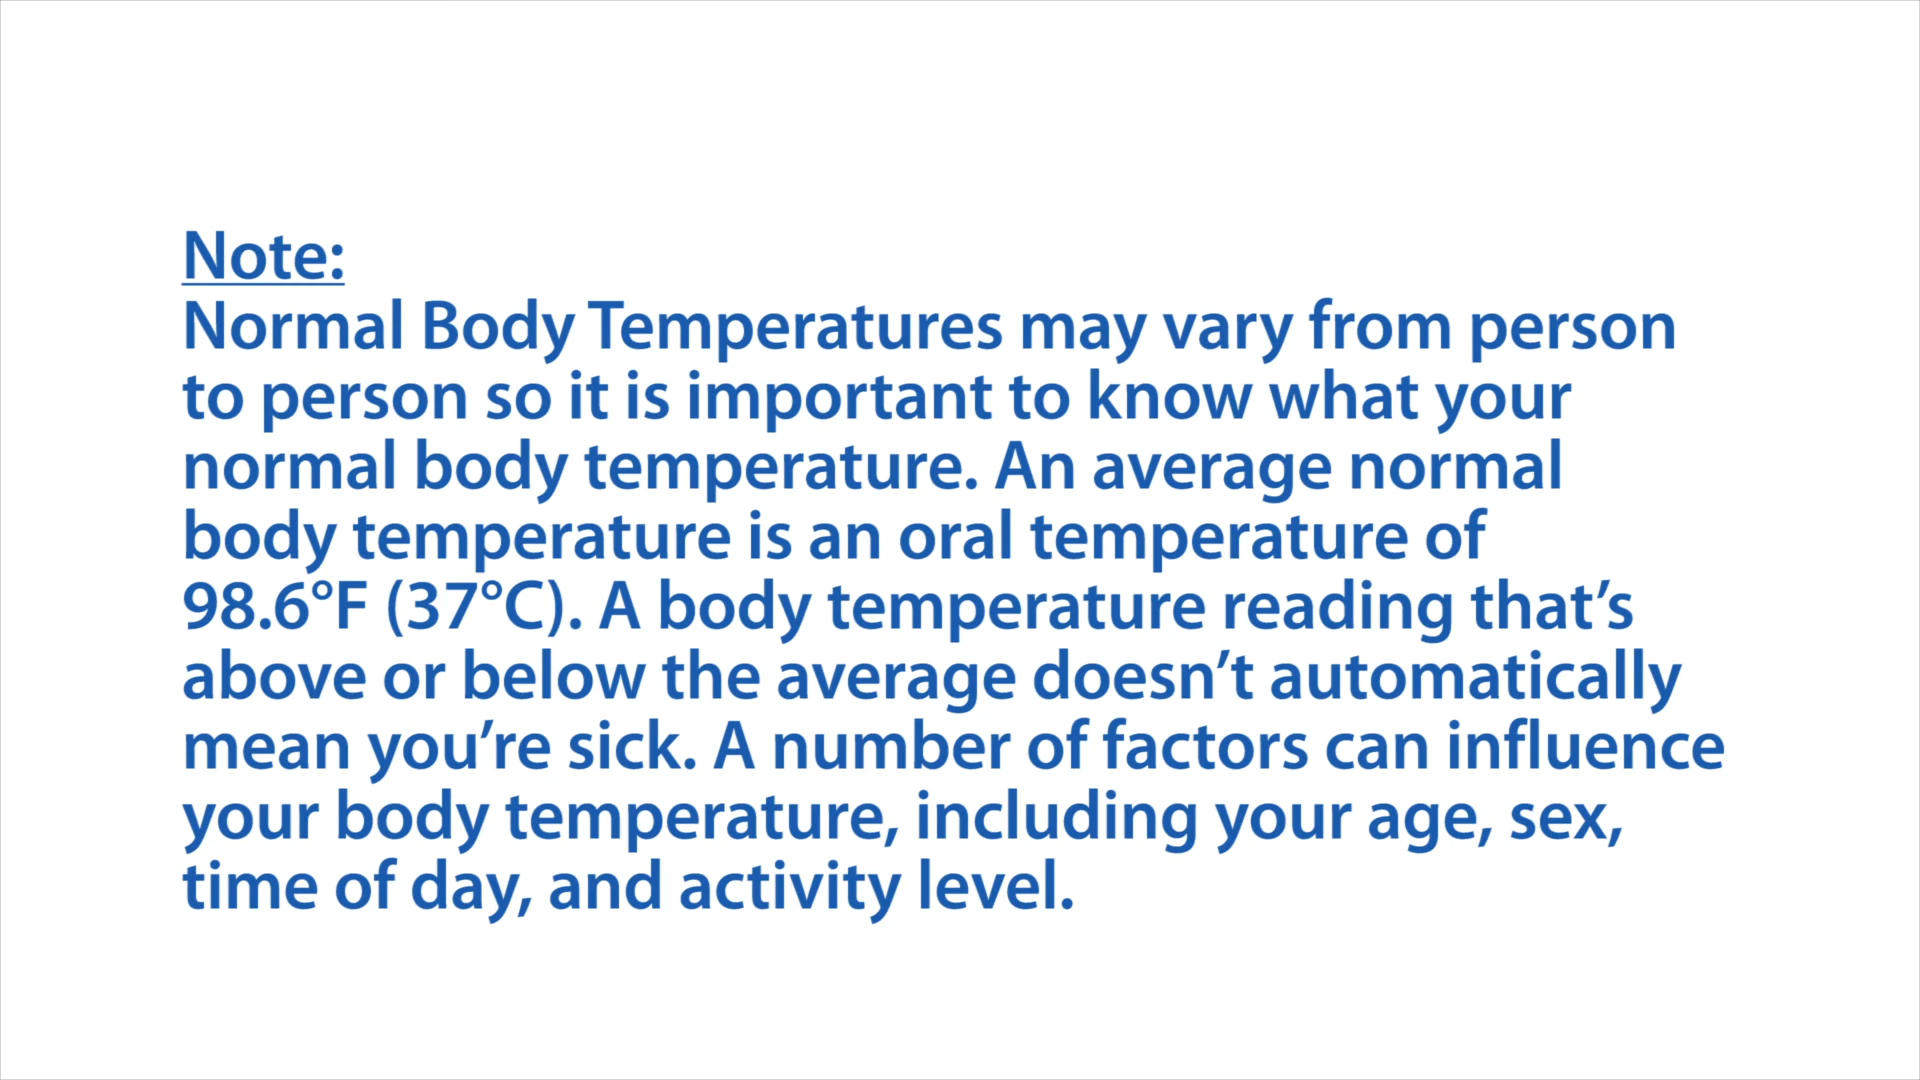 Note:
Normal Body Temperatures may vary from person
to person so it is important to know what your
normal body temperature. An average normal
body temperature is an oral temperature of
98.6°F (37°C). A body temperature reading that’s
above or below the average doesn’t automatically
mean you’re sick. A number of factors can influence
your body temperature, including your age, sex,
time of day, and activity level.